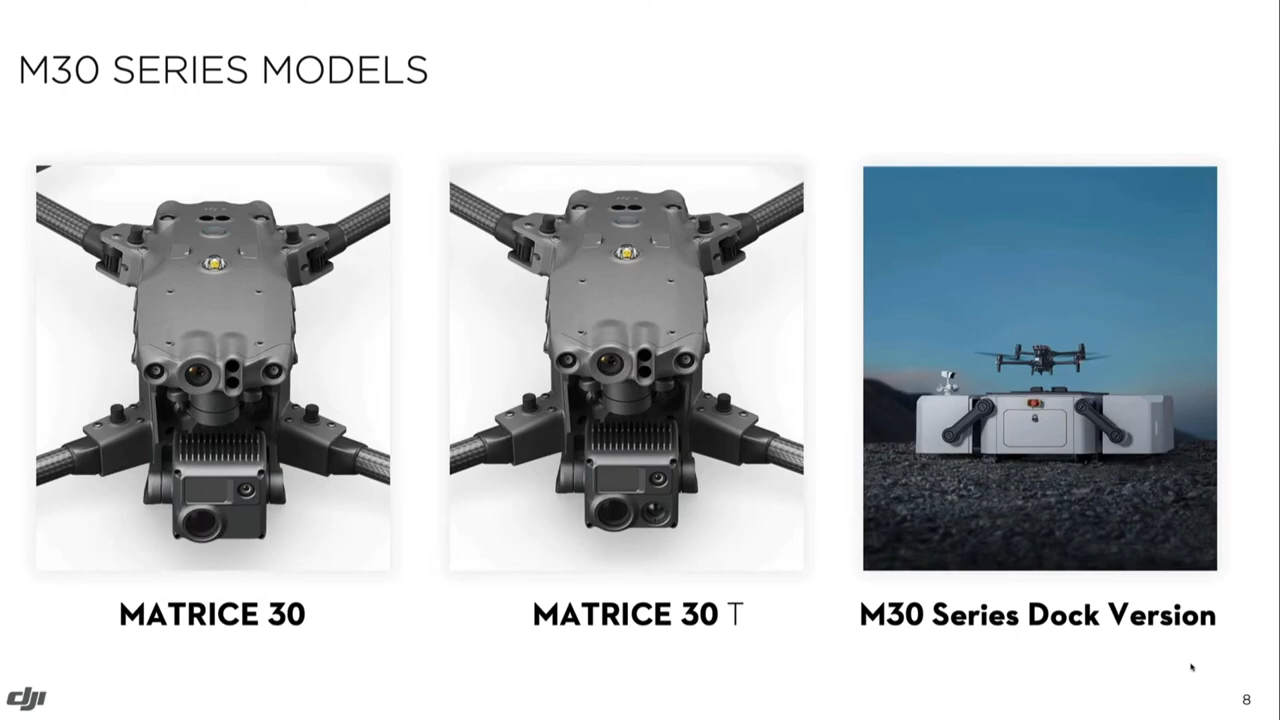 M30 SERIES MODELS
MATRICE 30
MATRICE 30 T
M30 Series Dock Version
dji
8